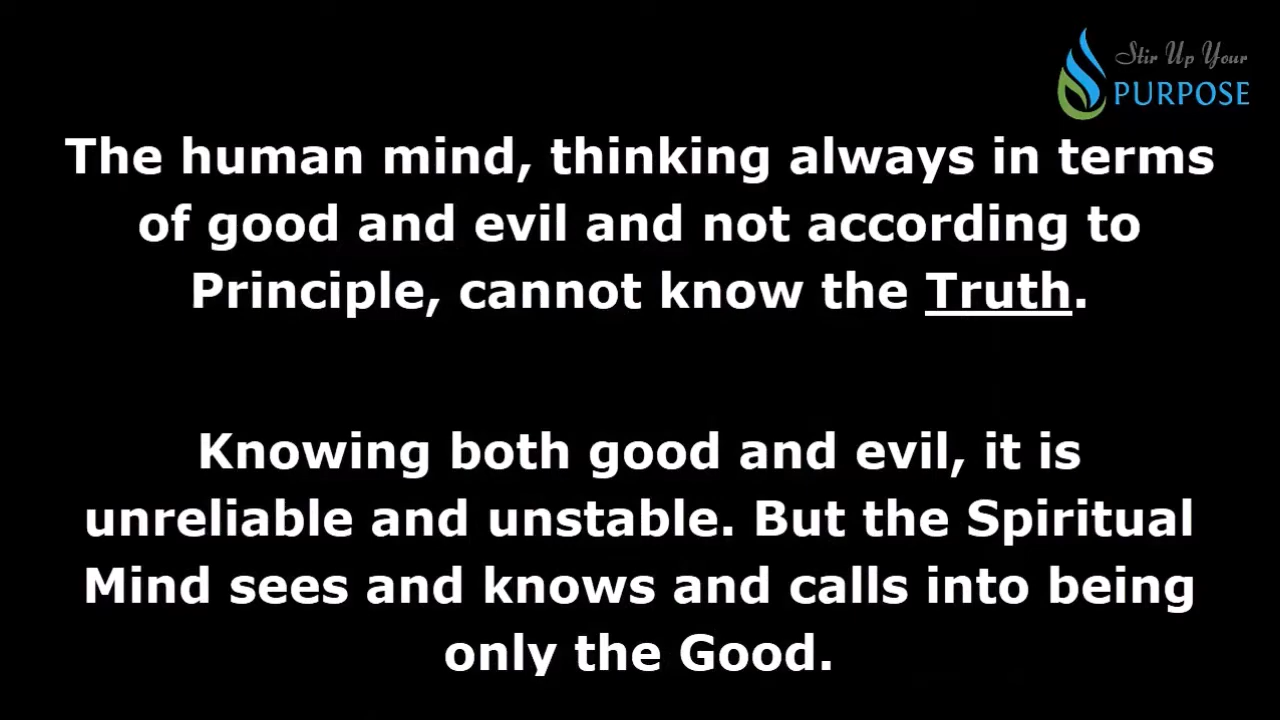 Stir Up Your
PURPOSE
The human mind, thinking always in terms
of good and evil and not according to
Principle, cannot know the Truth.
Knowing both good and evil, it is
unreliable and unstable. But the Spiritual
Mind sees and knows and calls into being
only the Good.